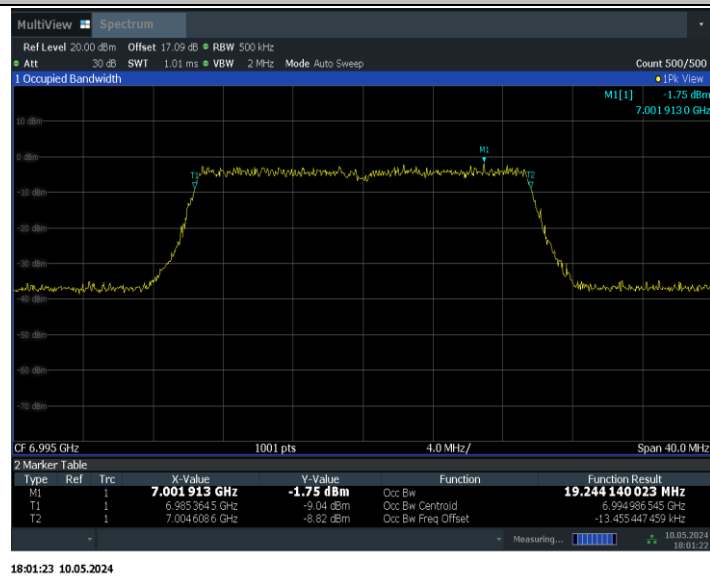 MultiView Spectrum
Ref Level 20.00 dBm Offset 17.09 dB RBW 500 kHz
Att 30 dB SWT 1.01 ms VBW 2 MHz Mode Auto Sweep Count 500/500
1 Occupied Bandwidth 1Pk View
M1[1] -1.75 dBm
7.001 913 0 GHz
10 dBm
0 dBm
M1
T1 T2
-10 dBm
-20 dBm
-30 dBm
-40 dBm
-50 dBm
-60 dBm
-70 dBm
CF 6.995 GHz 1001 pts 4.0 MHz/ Span 40.0 MHz
2 Marker Table
Type Ref Trc X-Value Y-Value Function Function Result
M1 1 7.001 913 GHz -1.75 dBm Occ Bw 19.244 140 023 MHz
T1 1 6.985 364 5 GHz -9.04 dBm Occ Bw Centroid 6.994 986 545 GHz
T2 1 7.004 608 6 GHz -8.82 dBm Occ Bw Freq Offset -13.455 447 459 kHz
Measuring... 10.05.2024
18:01:22
18:01:23 10.05.2024